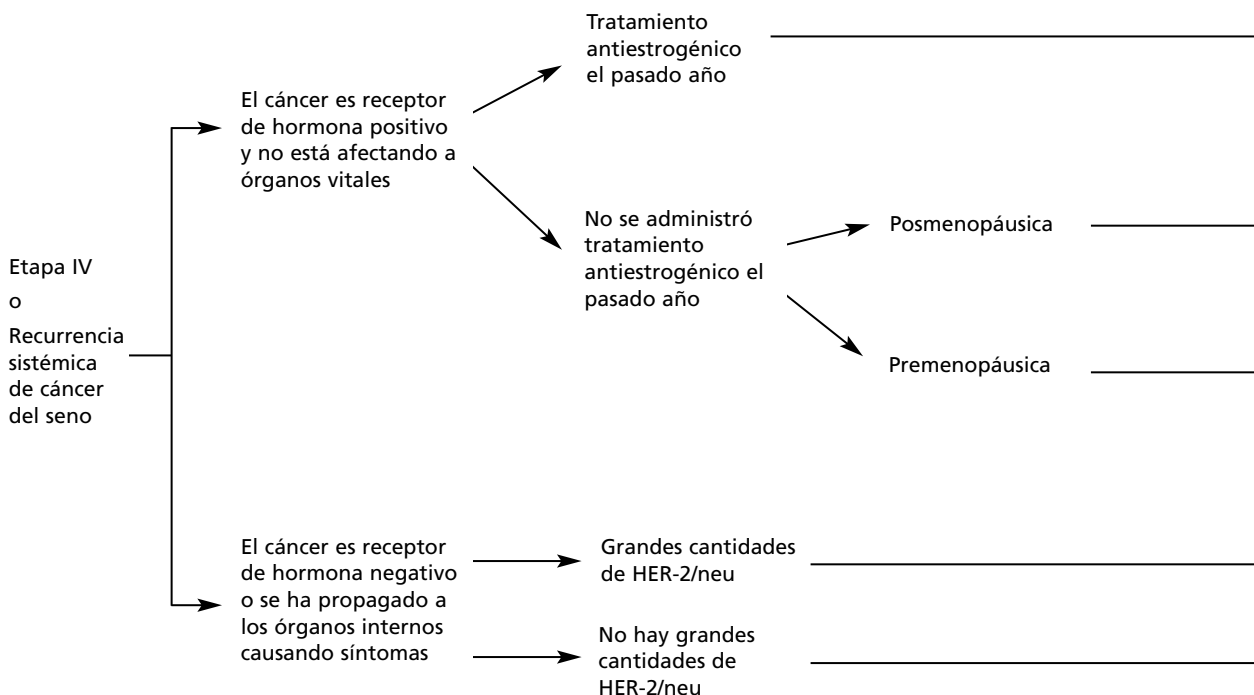 Etapa IV
o
Recurrencia
sistémica
de cáncer
del seno
El cáncer es receptor
de hormona positivo
y no está afectando a
órganos vitales
Tratamiento
antiestrogénico
el pasado año
No se administró
tratamiento
antiestrogénico el
pasado año
Posmenopáusica
Premenopáusica
El cáncer es receptor
de hormona negativo
o se ha propagado a
los órganos internos
causando síntomas
Grandes cantidades
de HER-2/neu
No hay grandes
cantidades de
HER-2/neu